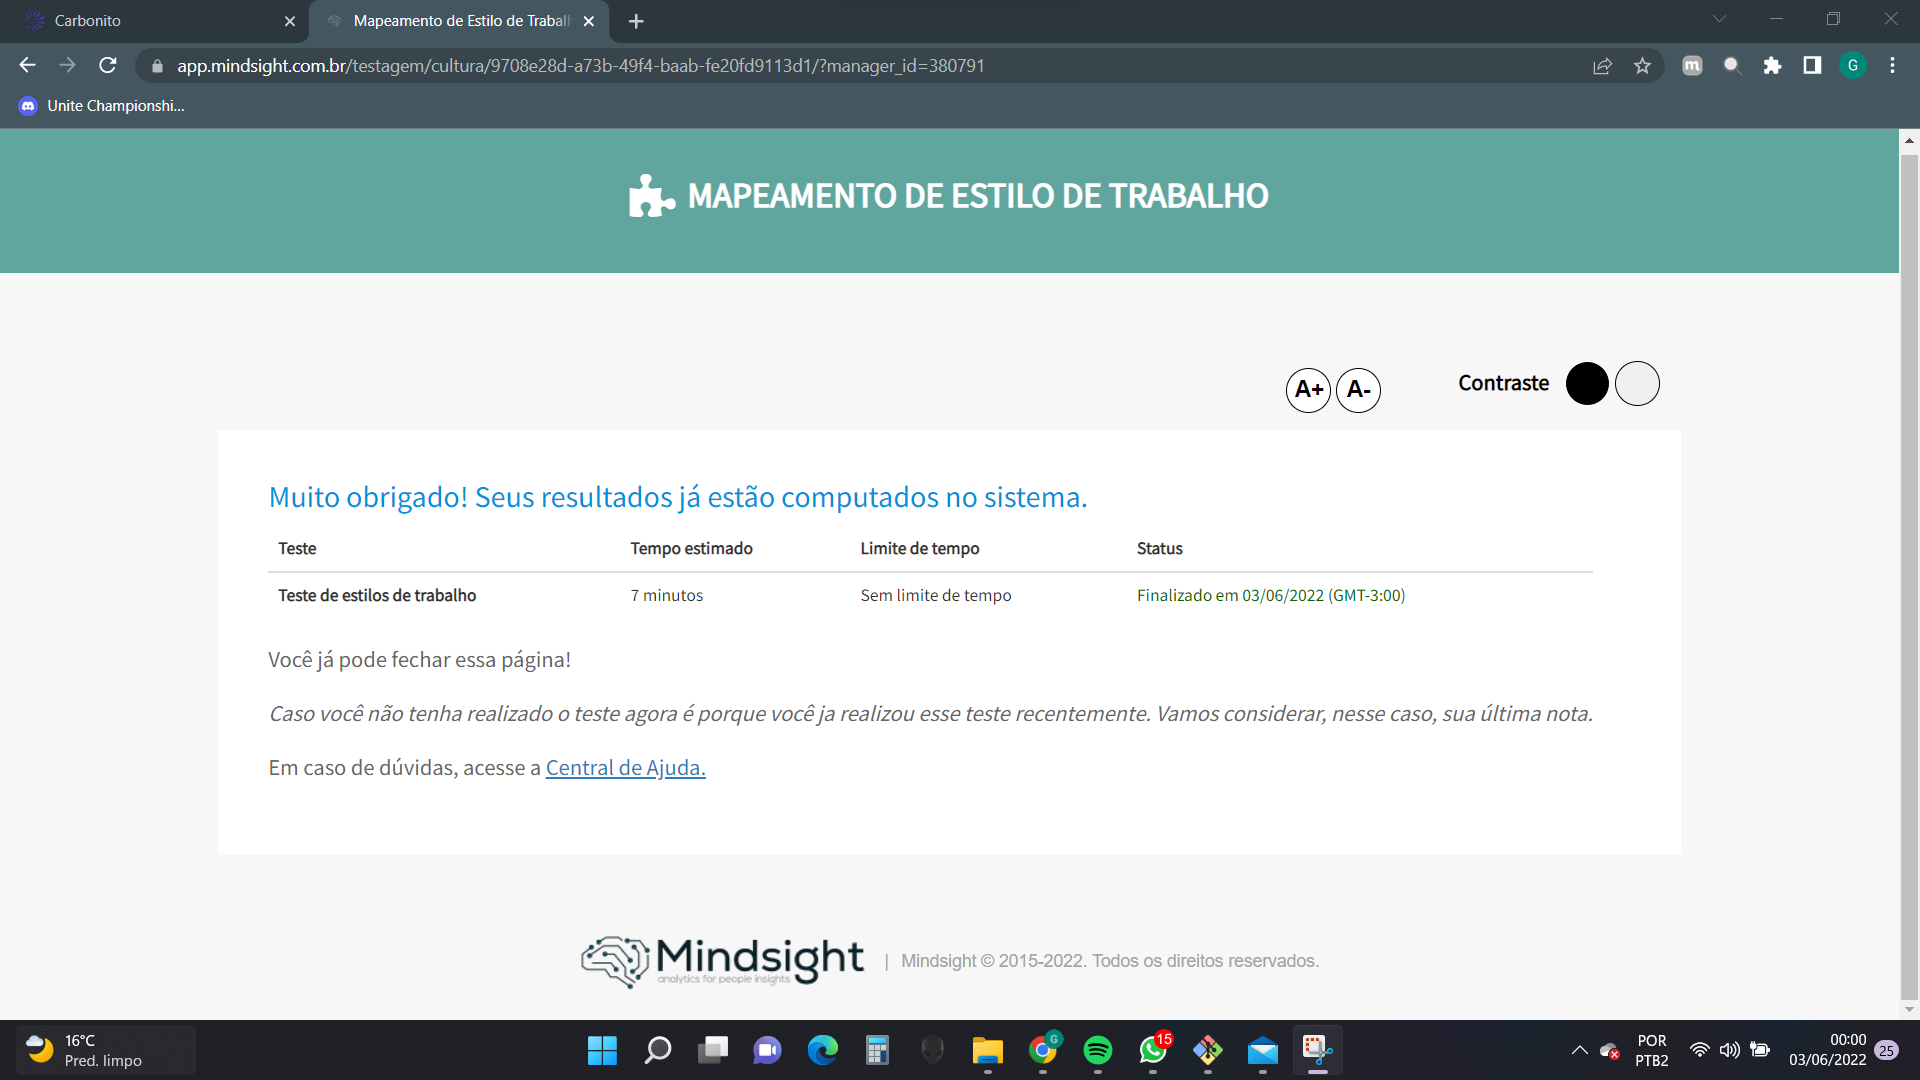 Carbonito
Mapeamento de Estilo de Trabal
app.mindsight.com.br/testagem/cultura/9708e28d-a73b-49f4-baab-fe20fd9113d1/?manager_id=380791
m
G
Unite Championshi...
MAPEAMENTO DE ESTILO DE TRABALHO
A+ A- Contraste
Muito obrigado! Seus resultados já estão computados no sistema.
Teste Tempo estimado Limite de tempo Status
Teste de estilos de trabalho 7 minutos Sem limite de tempo Finalizado em 03/06/2022 (GMT-3:00)
Você já pode fechar essa página!
Caso você não tenha realizado o teste agora é porque você ja realizou esse teste recentemente. Vamos considerar, nesse caso, sua última nota.
Em caso de dúvidas, acesse a Central de Ajuda.
Mindsight
analytics for people insights
| Mindsight © 2015-2022. Todos os direitos reservados.
16°C
Pred. limpo
G
15
POR
PTB2
00:00
03/06/2022
25